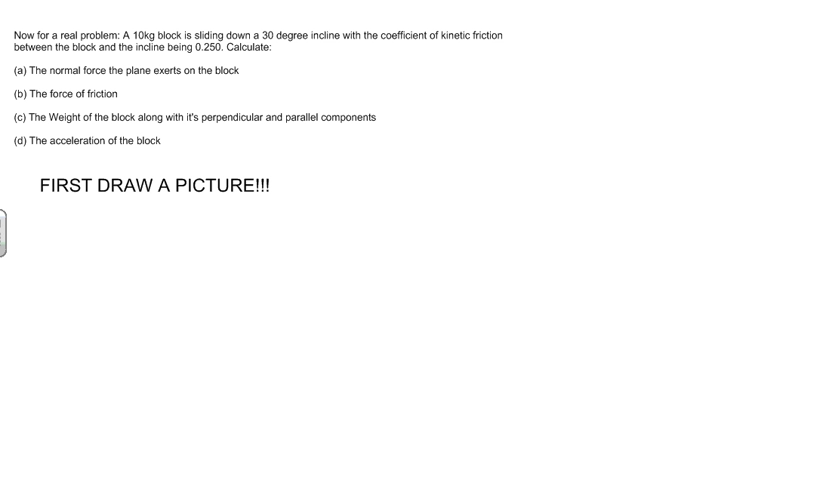 Now for a real problem: A 10kg block is sliding down a 30 degree incline with the coefficient of kinetic friction
between the block and the incline being 0.250. Calculate:
(a) The normal force the plane exerts on the block
(b) The force of friction
(c) The Weight of the block along with it's perpendicular and parallel components
(d) The acceleration of the block
FIRST DRAW A PICTURE!!!